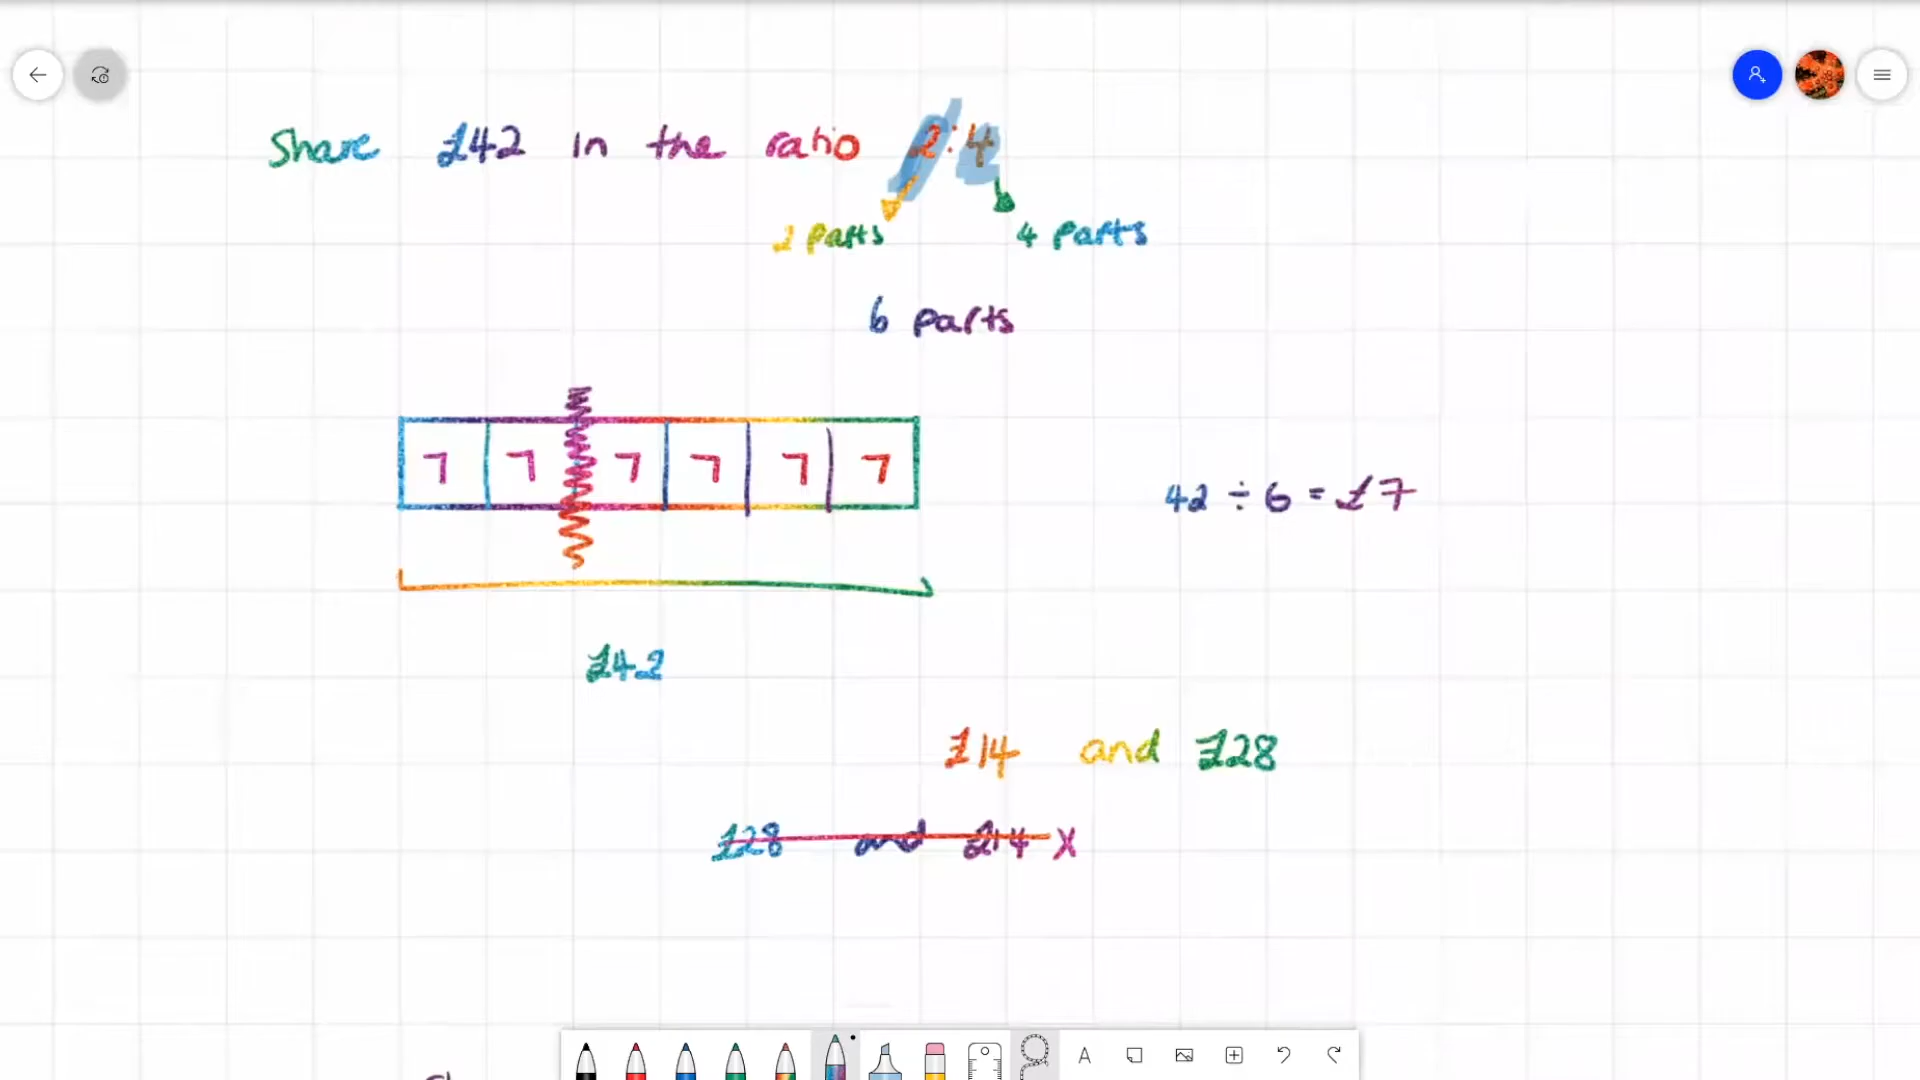 Share £42 in the ratio 2:4
2 parts 4 parts
6 parts
7 7 7 7 7 7
42 ÷ 6 = £7
£42
£14 and £28
£28 and £14 X
A